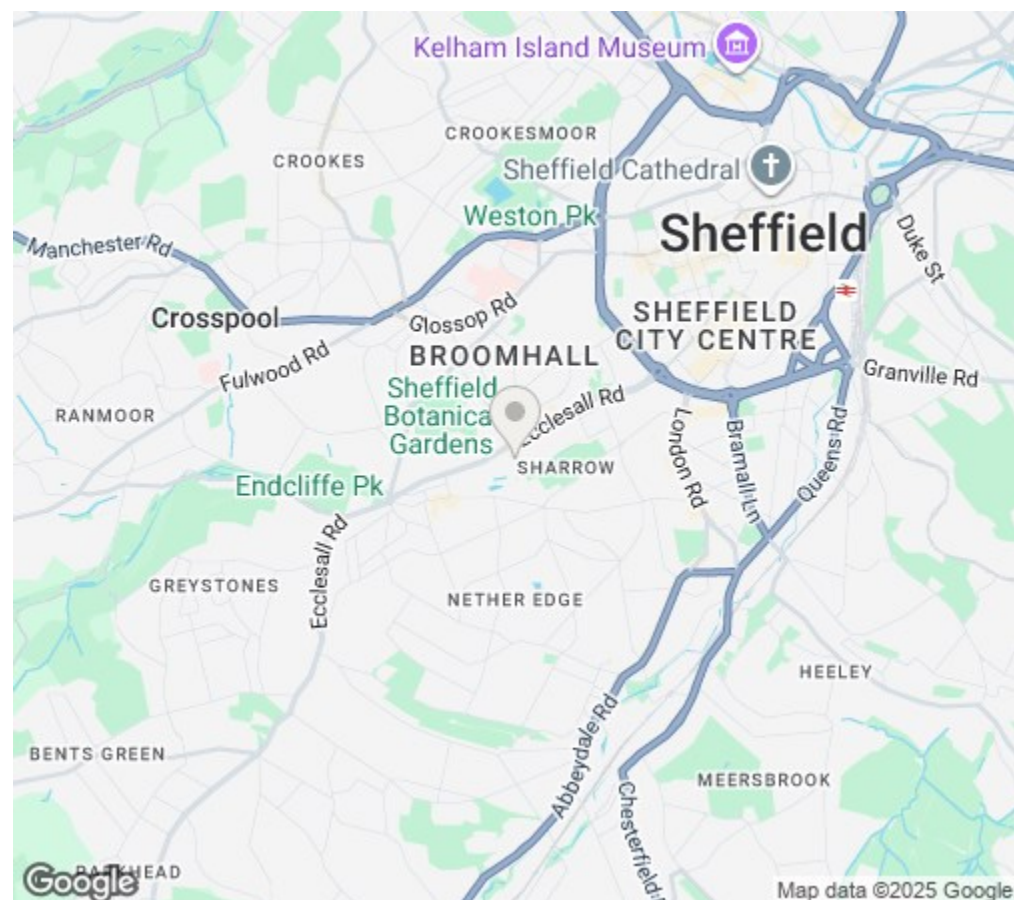 Kelham Island Museum
CROOKESMOOR
CROOKES
Sheffield Cathedral
Weston Pk
Sheffield
Duke St
Manchester Rd
Crosspool
Glossop Rd
SHEFFIELD
CITY CENTRE
BROOMHALL
Fulwood Rd
Granville Rd
Sheffield
Botanical
Gardens
Ecclesall Rd
RANMOOR
London Rd
Bramall Ln
Queens Rd
SHARROW
Endcliffe Pk
Ecclesall Rd
GREYSTONES
NETHER EDGE
HEELEY
Abbeydale Rd
BENTS GREEN
MEERSBROOK
Chesterfield
PARKHEAD
Google
Map data ©2025 Google